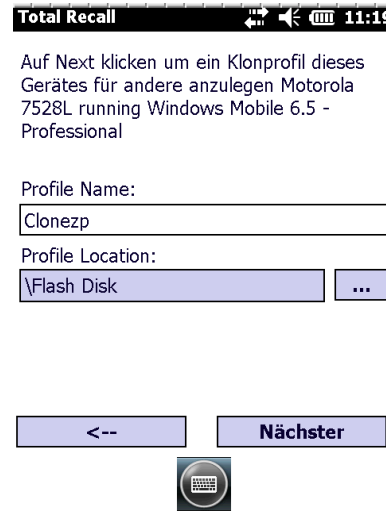 Total Recall 11:19
Auf Next klicken um ein Klonprofil dieses
Gerätes für andere anzulegen Motorola
7528L running Windows Mobile 6.5 -
Professional
Profile Name:
Clonezp
Profile Location:
\Flash Disk ...
<-- Nächster